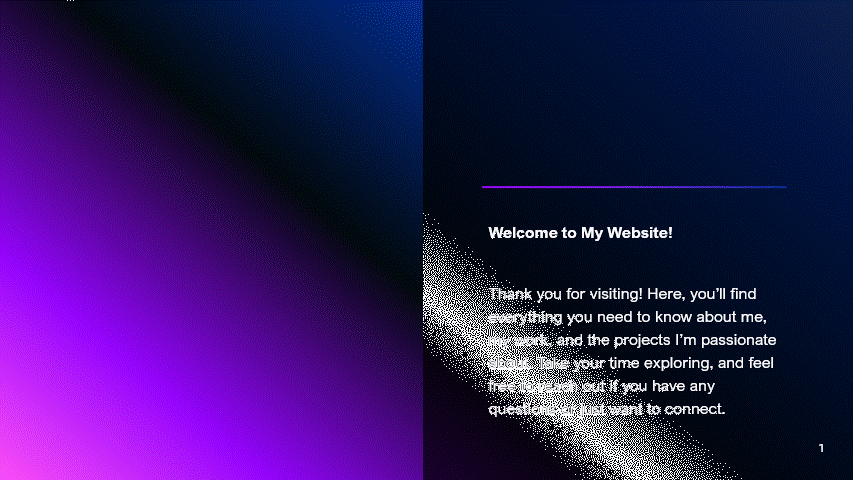 Welcome to My Website!
Thank you for visiting! Here, you’ll find
everything you need to know about me,
my work, and the projects I’m passionate
about. Take your time exploring, and feel
free to reach out if you have any
questions or just want to connect.
1